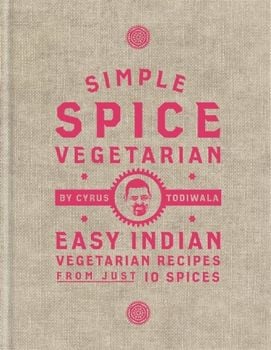 SIMPLE
SPICE
VEGETARIAN
BY CYRUS TODIWALA
EASY INDIAN
VEGETARIAN RECIPES
FROM JUST 10 SPICES